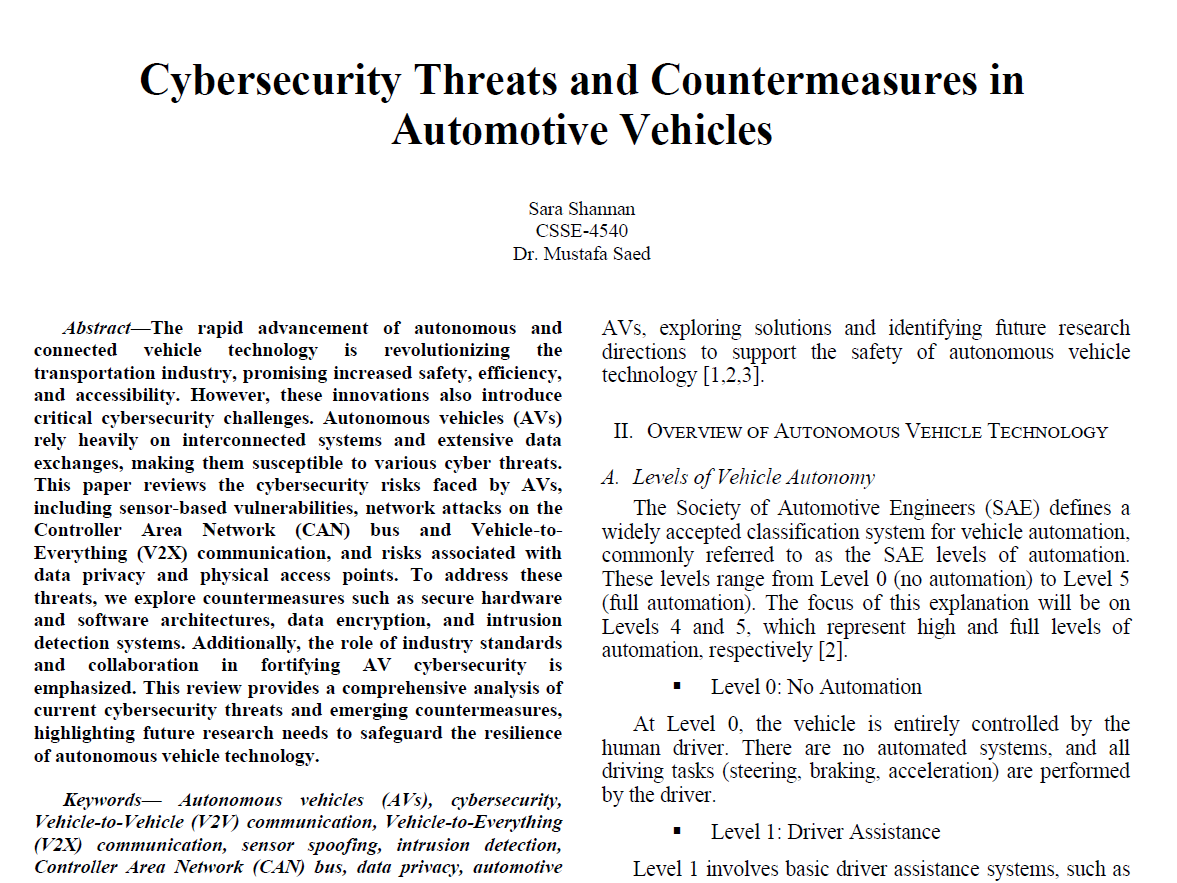 Cybersecurity Threats and Countermeasures in
Automotive Vehicles
Sara Shannan
CSSE-4540
Dr. Mustafa Saed
Abstract—The rapid advancement of autonomous and
connected vehicle technology is revolutionizing the
transportation industry, promising increased safety, efficiency,
and accessibility. However, these innovations also introduce
critical cybersecurity challenges. Autonomous vehicles (AVs)
rely heavily on interconnected systems and extensive data
exchanges, making them susceptible to various cyber threats.
This paper reviews the cybersecurity risks faced by AVs,
including sensor-based vulnerabilities, network attacks on the
Controller Area Network (CAN) bus and Vehicle-to-
Everything (V2X) communication, and risks associated with
data privacy and physical access points. To address these
threats, we explore countermeasures such as secure hardware
and software architectures, data encryption, and intrusion
detection systems. Additionally, the role of industry standards
and collaboration in fortifying AV cybersecurity is
emphasized. This review provides a comprehensive analysis of
current cybersecurity threats and emerging countermeasures,
highlighting future research needs to safeguard the resilience
of autonomous vehicle technology.
Keywords— Autonomous vehicles (AVs), cybersecurity,
Vehicle-to-Vehicle (V2V) communication, Vehicle-to-Everything
(V2X) communication, sensor spoofing, intrusion detection,
Controller Area Network (CAN) bus, data privacy, automotive
AVs, exploring solutions and identifying future research
directions to support the safety of autonomous vehicle
technology [1,2,3].
II. OVERVIEW OF AUTONOMOUS VEHICLE TECHNOLOGY
A. Levels of Vehicle Autonomy
The Society of Automotive Engineers (SAE) defines a
widely accepted classification system for vehicle automation,
commonly referred to as the SAE levels of automation.
These levels range from Level 0 (no automation) to Level 5
(full automation). The focus of this explanation will be on
Levels 4 and 5, which represent high and full levels of
automation, respectively [2].
▪ Level 0: No Automation
At Level 0, the vehicle is entirely controlled by the
human driver. There are no automated systems, and all
driving tasks (steering, braking, acceleration) are performed
by the driver.
▪ Level 1: Driver Assistance
Level 1 involves basic driver assistance systems, such as